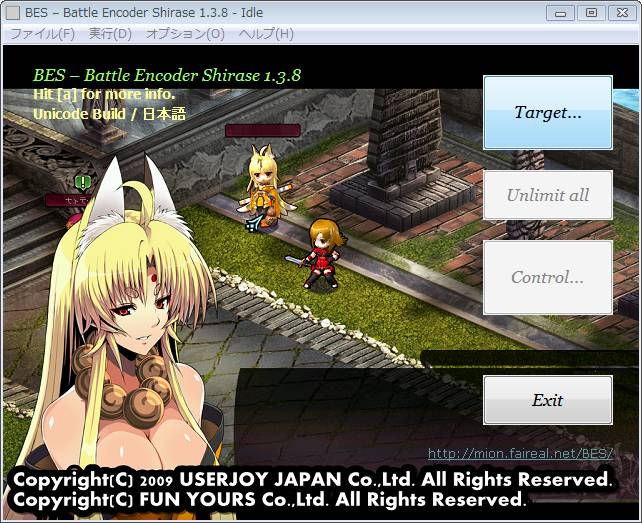 BES – Battle Encoder Shirase 1.3.8 - Idle
ファイル(F) 実行(D) オプション(O) ヘルプ(H)
BES – Battle Encoder Shirase 1.3.8
Hit [a] for more info.
Unicode Build / 日本語
Target...
Unlimit all
Control...
Exit
http://mion.faireal.net/BES/
Copyright(C) 2009 USERJOY JAPAN Co.,Ltd. All Rights Reserved.
Copyright(C) FUN YOURS Co.,Ltd. All Rights Reserved.